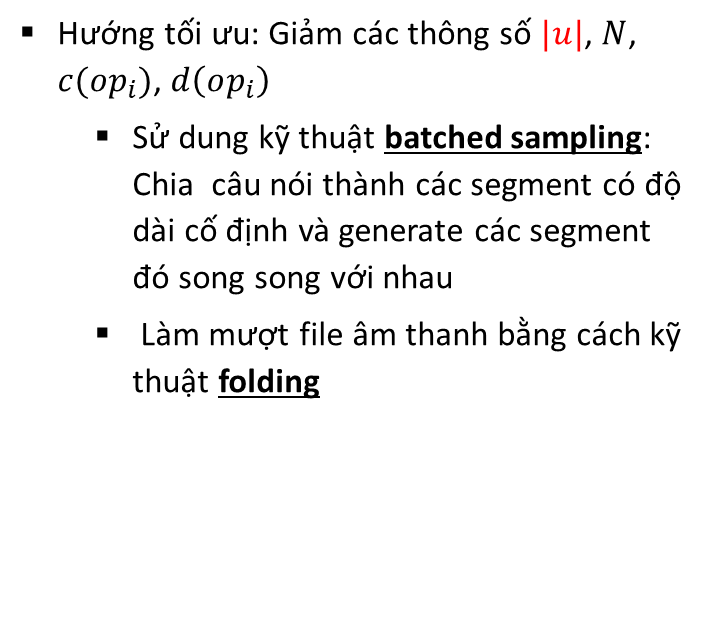 ▪ Hướng tối ưu: Giảm các thông số |u|, N,
c(opᵢ), d(opᵢ)
▪ Sử dung kỹ thuật batched sampling:
Chia câu nói thành các segment có độ
dài cố định và generate các segment
đó song song với nhau
▪ Làm mượt file âm thanh bằng cách kỹ
thuật folding